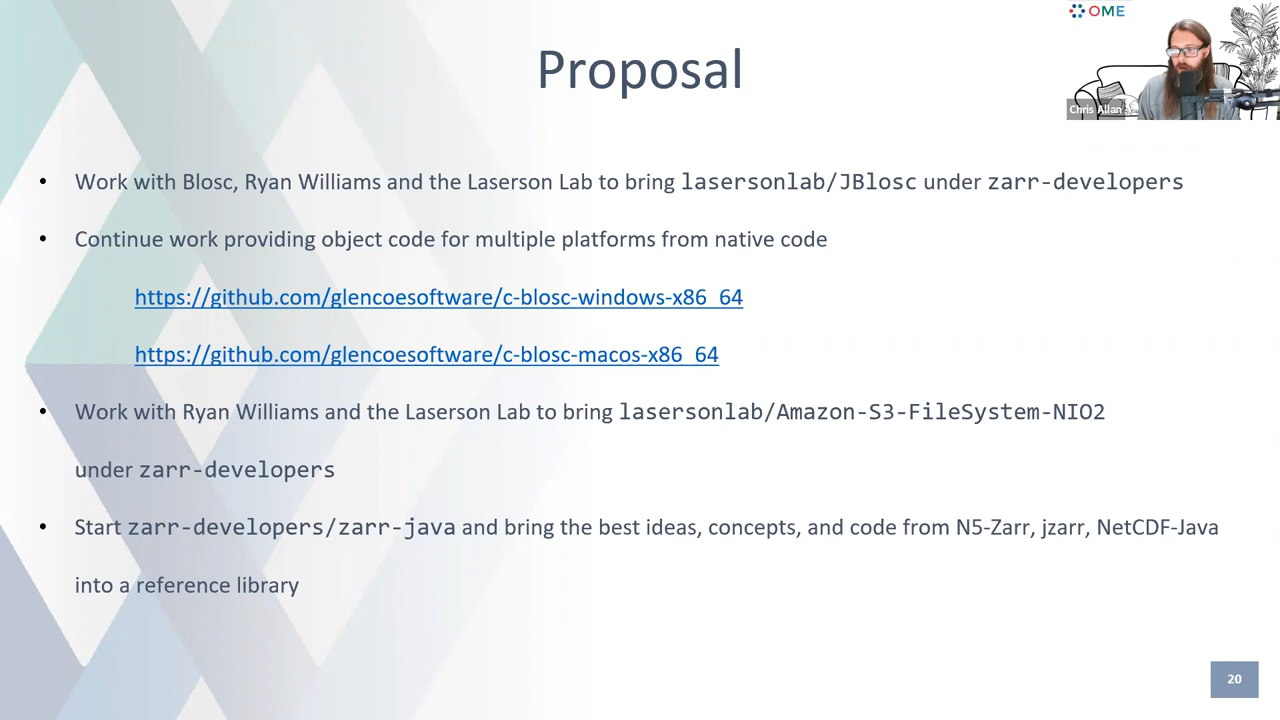 OME
Proposal
Chris Allan
• Work with Blosc, Ryan Williams and the Laserson Lab to bring lasersonlab/JBlosc under zarr-developers
• Continue work providing object code for multiple platforms from native code
https://github.com/glencoesoftware/c-blosc-windows-x86_64
https://github.com/glencoesoftware/c-blosc-macos-x86_64
• Work with Ryan Williams and the Laserson Lab to bring lasersonlab/Amazon-S3-FileSystem-NIO2
under zarr-developers
• Start zarr-developers/zarr-java and bring the best ideas, concepts, and code from N5-Zarr, jzarr, NetCDF-Java
into a reference library
20